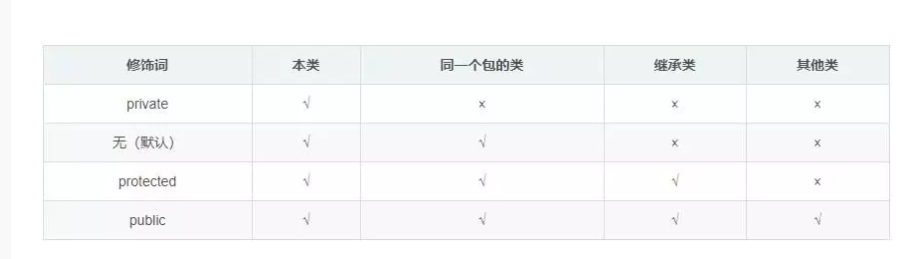 修饰词 本类 同一个包的类 继承类 其他类
private √ x x x
无（默认） √ √ x x
protected √ √ √ x
public √ √ √ √